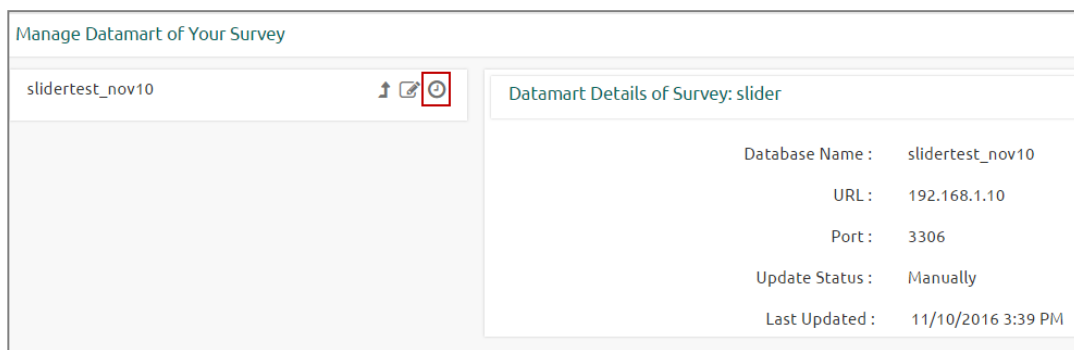 Manage Datamart of Your Survey
slidertest_nov10
Datamart Details of Survey: slider
Database Name : slidertest_nov10
URL : 192.168.1.10
Port : 3306
Update Status : Manually
Last Updated : 11/10/2016 3:39 PM